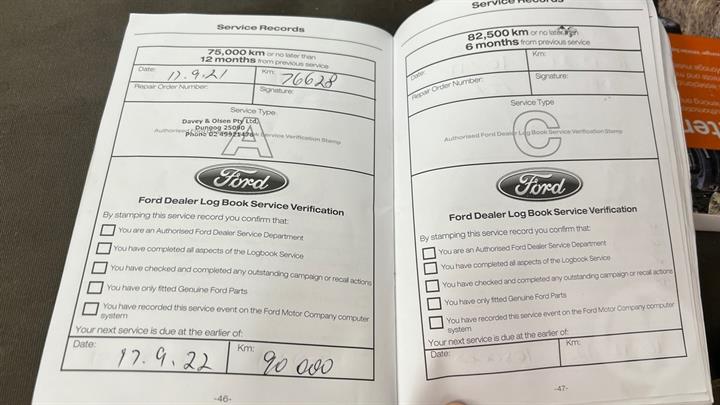 Service Records
75,000 km or no later than
12 months from previous service
Date: 17.9.21 Km: 76628
Repair Order Number: Signature:
Service Type
Davey & Olsen Pty Ltd.
Dungog
Phone 02 49921476
A
Ford
Ford Dealer Log Book Service Verification
By stamping this service record you confirm that:
You are an Authorised Ford Dealer Service Department
You have completed all aspects of the Logbook Service
You have checked and completed any outstanding campaign or recall actions
You have only fitted Genuine Ford Parts
You have recorded this service event on the Ford Motor Company computer
system
Your next service is due at the earlier of:
Date: 17.9.22 Km: 90 000
-46-
Service Records
82,500 km or no later than
6 months from previous service
Date: Km:
Repair Order Number: Signature:
Service Type
Authorised Ford Dealer Log Book Service Verification Stamp
C
Ford
Ford Dealer Log Book Service Verification
By stamping this service record you confirm that:
You are an Authorised Ford Dealer Service Department
You have completed all aspects of the Logbook Service
You have checked and completed any outstanding campaign or recall actions
You have only fitted Genuine Ford Parts
You have recorded this service event on the Ford Motor Company computer
system
Your next service is due at the earlier of:
Date: Km:
-47-